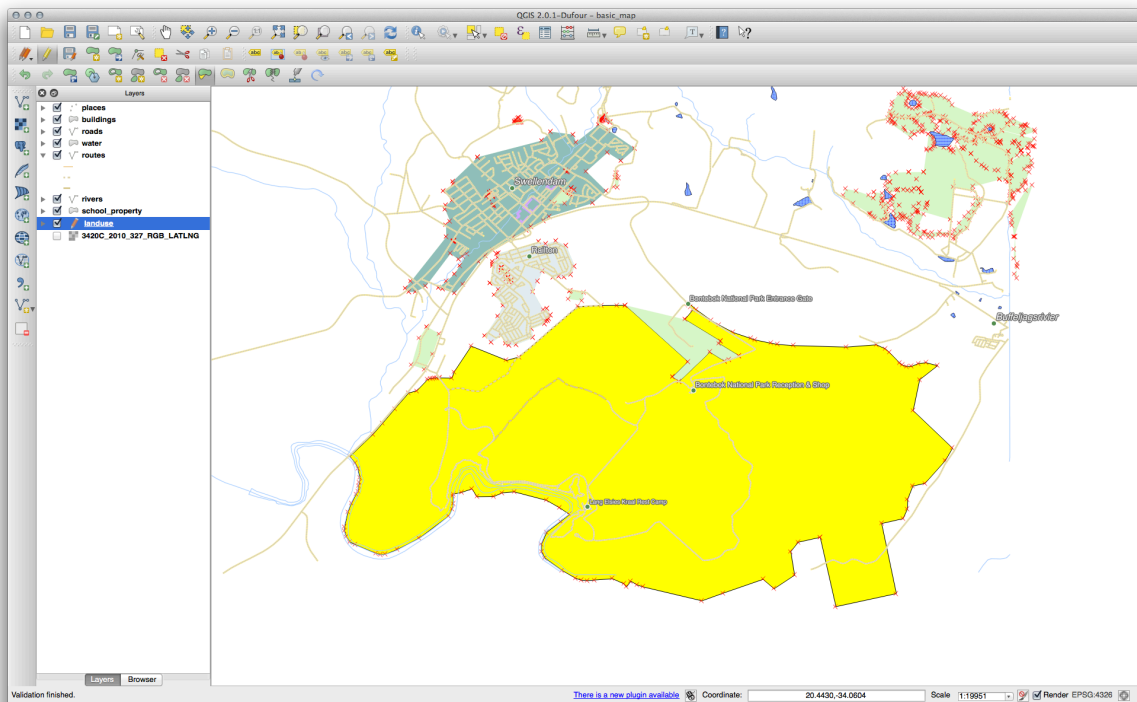 QGIS 2.0.1-Dufour - basic_map
Layers
places
buildings
roads
water
routes
rivers
school_property
landuse
3420C_2010_327_RGB_LATLNG
Swellendam
Railton
Bontebok National Park Entrance Gate
Buffeljagsrivier
Bontebok National Park Reception & Shop
Lang Elsies Kraal Rest Camp
Layers
Browser
Validation finished.
There is a new plugin available
Coordinate:
20.4430,-34.0604
Scale
1:19951
Render
EPSG:4326